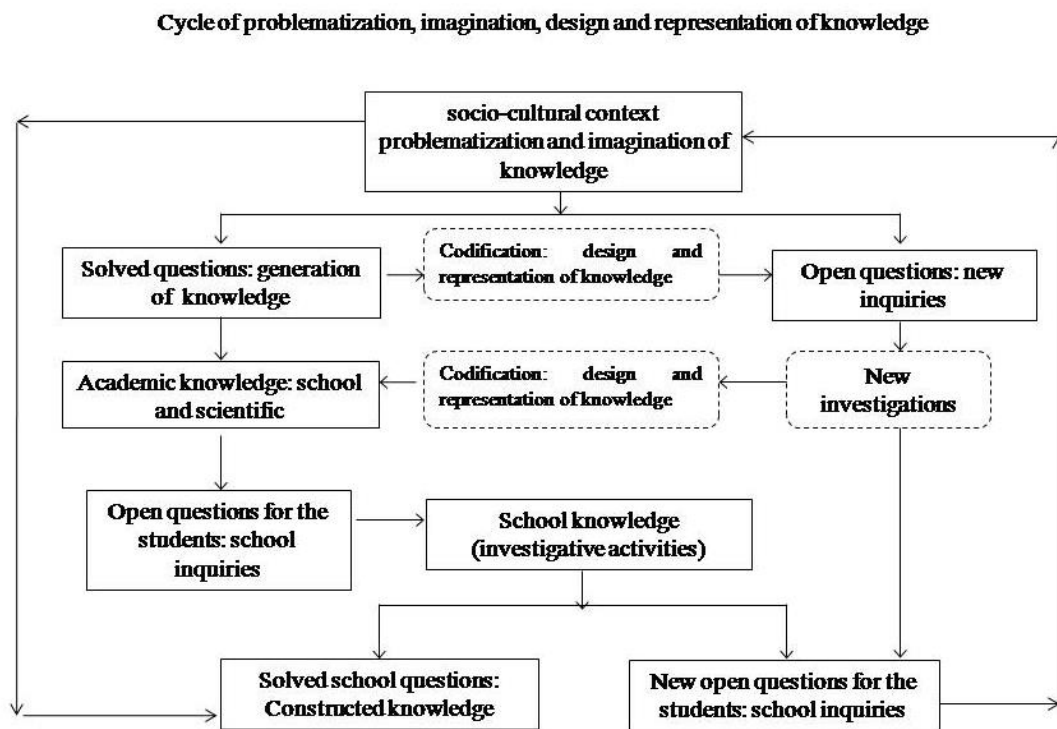 Cycle of problematization, imagination, design and representation of knowledge
socio-cultural context
problematization and imagination of
knowledge
Solved questions: generation
of knowledge
Codification: design and
representation of knowledge
Open questions: new
inquiries
Academic knowledge: school
and scientific
Codification: design and
representation of knowledge
New
investigations
Open questions for the
students: school
inquiries
School knowledge
(investigative activities)
Solved school questions:
Constructed knowledge
New open questions for the
students: school inquiries